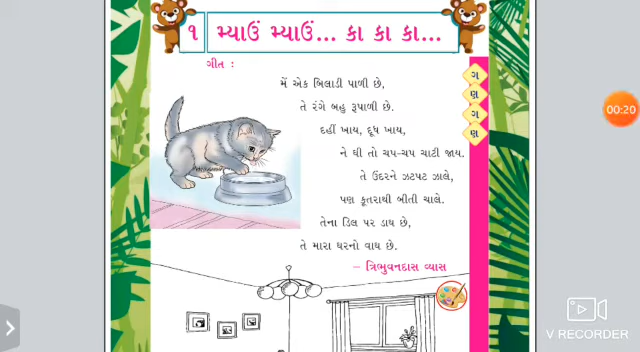 ૧ મ્યાઉં મ્યાઉં... કા કા કા...
ગીત :
મેં એક બિલાડી પાળી છે,
તે રંગે બહુ રૂપાળી છે.
દહીં ખાય, દૂધ ખાય,
ને ઘી તો ચપ-ચપ ચાટી જાય.
તે ઉંદરને ઝટપટ ઝાલે,
પણ કૂતરાથી બીતી ચાલે.
તેના ડિલ પર ડાઘ છે,
તે મારા ઘરનો વાઘ છે.
– ત્રિભુવનદાસ વ્યાસ
ગ
ણ
ગ
ણ
00:20
V RECORDER